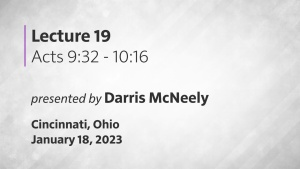 Lecture 19
Acts 9:32 - 10:16
presented by Darris McNeely
Cincinnati, Ohio
January 18, 2023